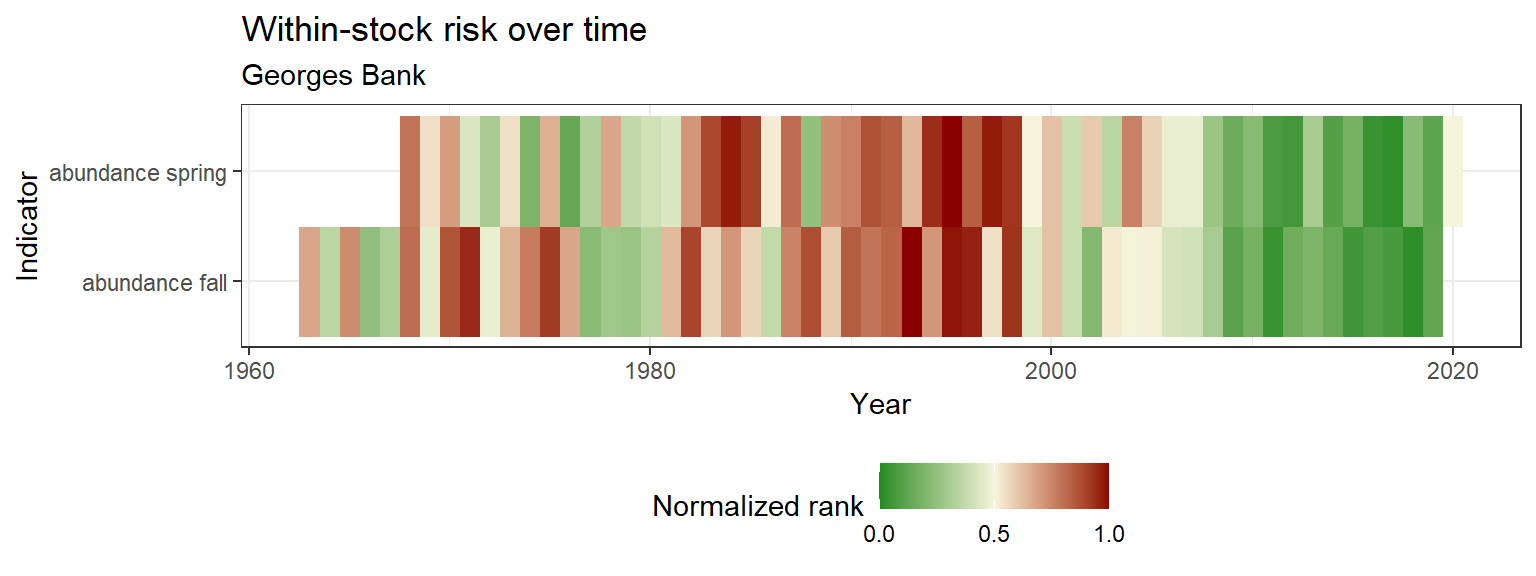 Within-stock risk over time
Georges Bank
Indicator
abundance spring
abundance fall
1960 1980 2000 2020
Year
Normalized rank
0.0 0.5 1.0